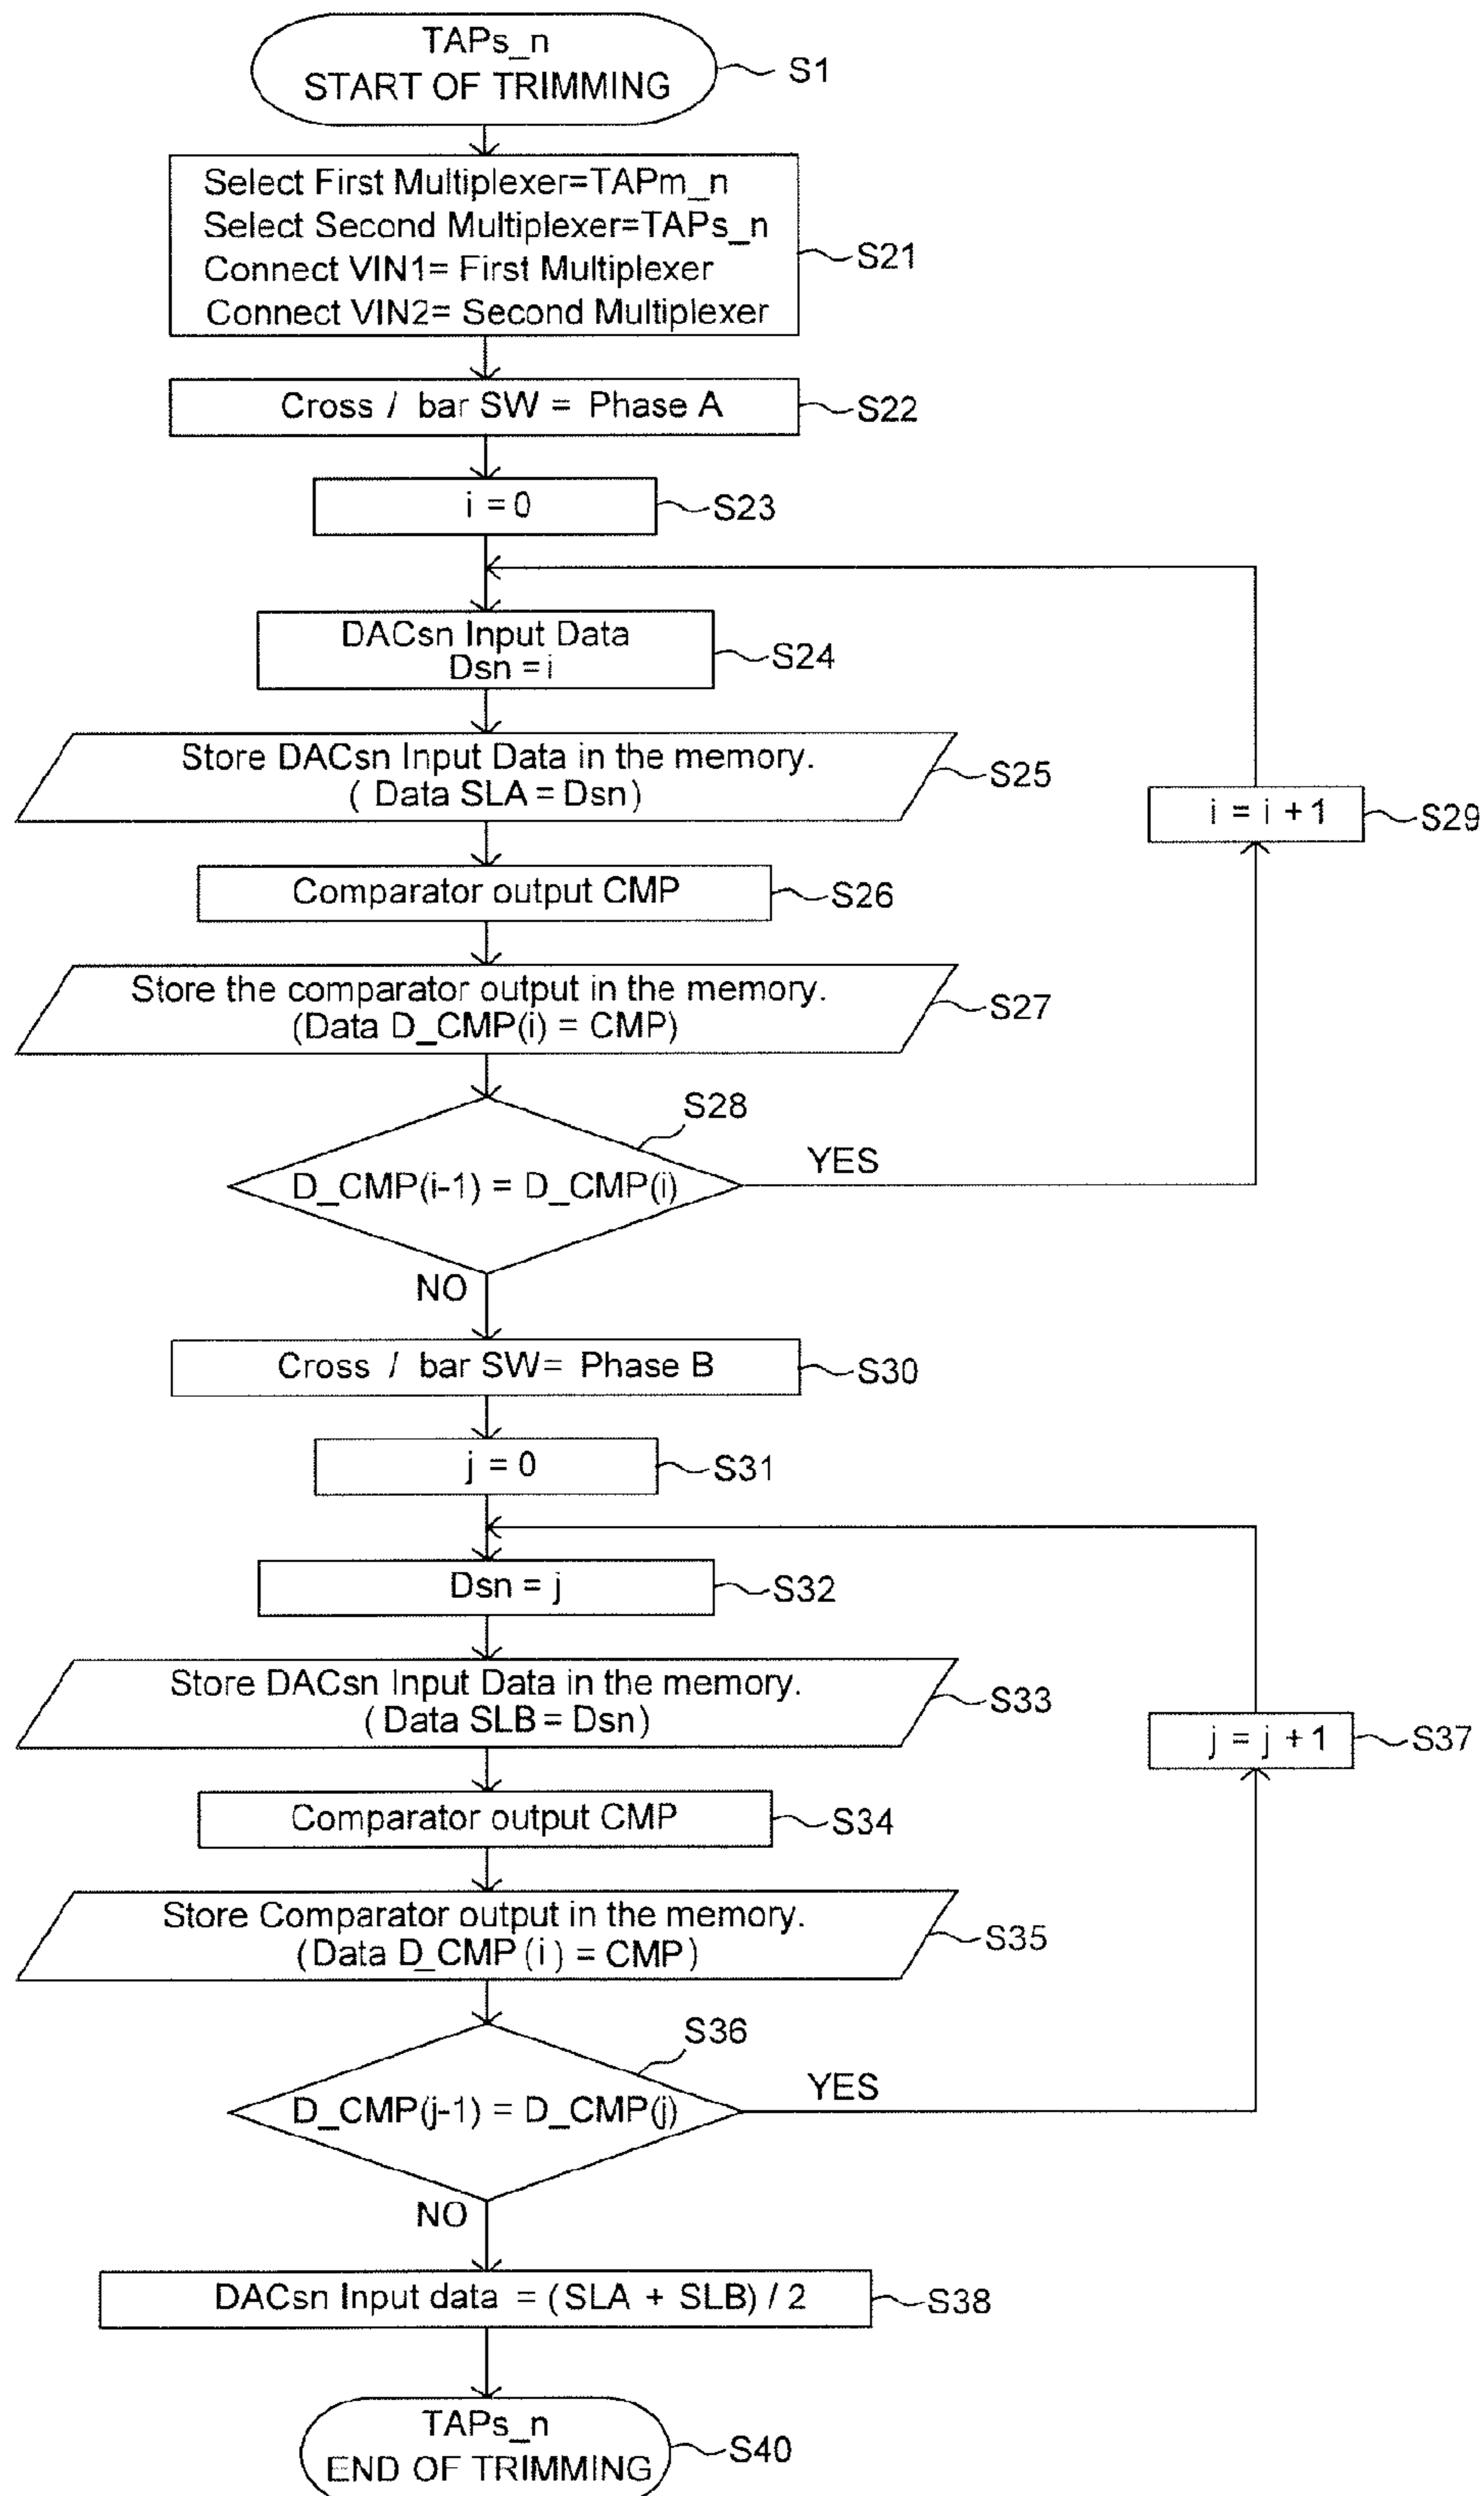 TAPs_n
START OF TRIMMING
S1
Select First Multiplexer=TAPm_n
Select Second Multiplexer=TAPs_n
Connect VIN1= First Multiplexer
Connect VIN2= Second Multiplexer
S21
Cross / bar SW = Phase A
S22
i = 0
S23
DACsn Input Data
Dsn = i
S24
Store DACsn Input Data in the memory.
( Data SLA = Dsn)
S25
i = i + 1
S29
Comparator output CMP
S26
Store the comparator output in the memory.
(Data D_CMP(i) = CMP)
S27
S28
D_CMP(i-1) = D_CMP(i)
YES
NO
Cross / bar SW= Phase B
S30
j = 0
S31
Dsn = j
S32
Store DACsn Input Data in the memory.
( Data SLB = Dsn)
S33
j = j + 1
S37
Comparator output CMP
S34
Store Comparator output in the memory.
(Data D_CMP (i) = CMP)
S35
S36
D_CMP(j-1) = D_CMP(j)
YES
NO
DACsn Input data = (SLA + SLB) / 2
S38
TAPs_n
END OF TRIMMING
S40